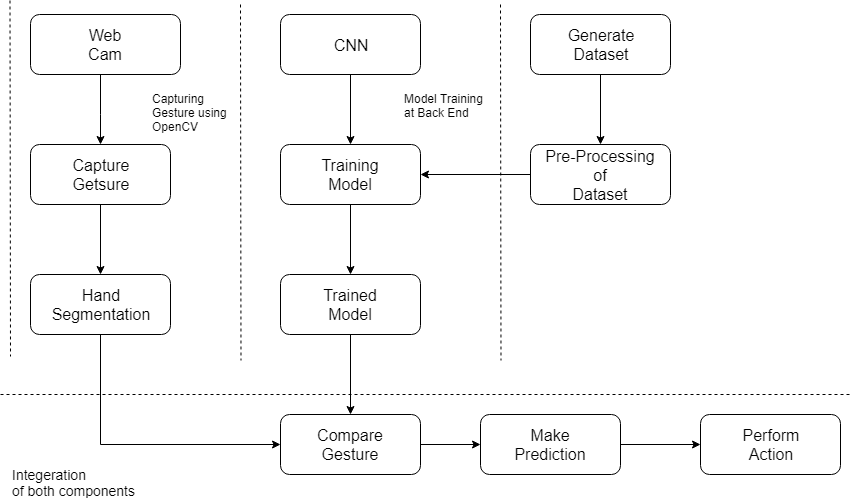 Web
Cam
CNN
Generate
Dataset
Capturing
Gesture using
OpenCV
Model Training
at Back End
Capture
Getsure
Training
Model
Pre-Processing
of
Dataset
Hand
Segmentation
Trained
Model
Compare
Gesture
Make
Prediction
Perform
Action
Integeration
of both components